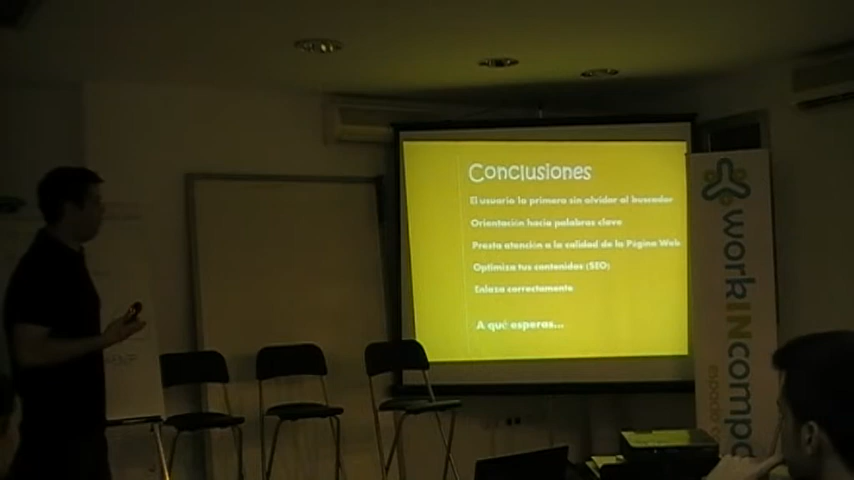 Conclusiones
El usuario lo primero sin olvidar al buscador
Orientación hacia palabras clave
Presta atención a la calidad de la Página Web
Optimiza tus contenidos (SEO)
Enlaza correctamente
A qué esperas...
workINcompa
espacio